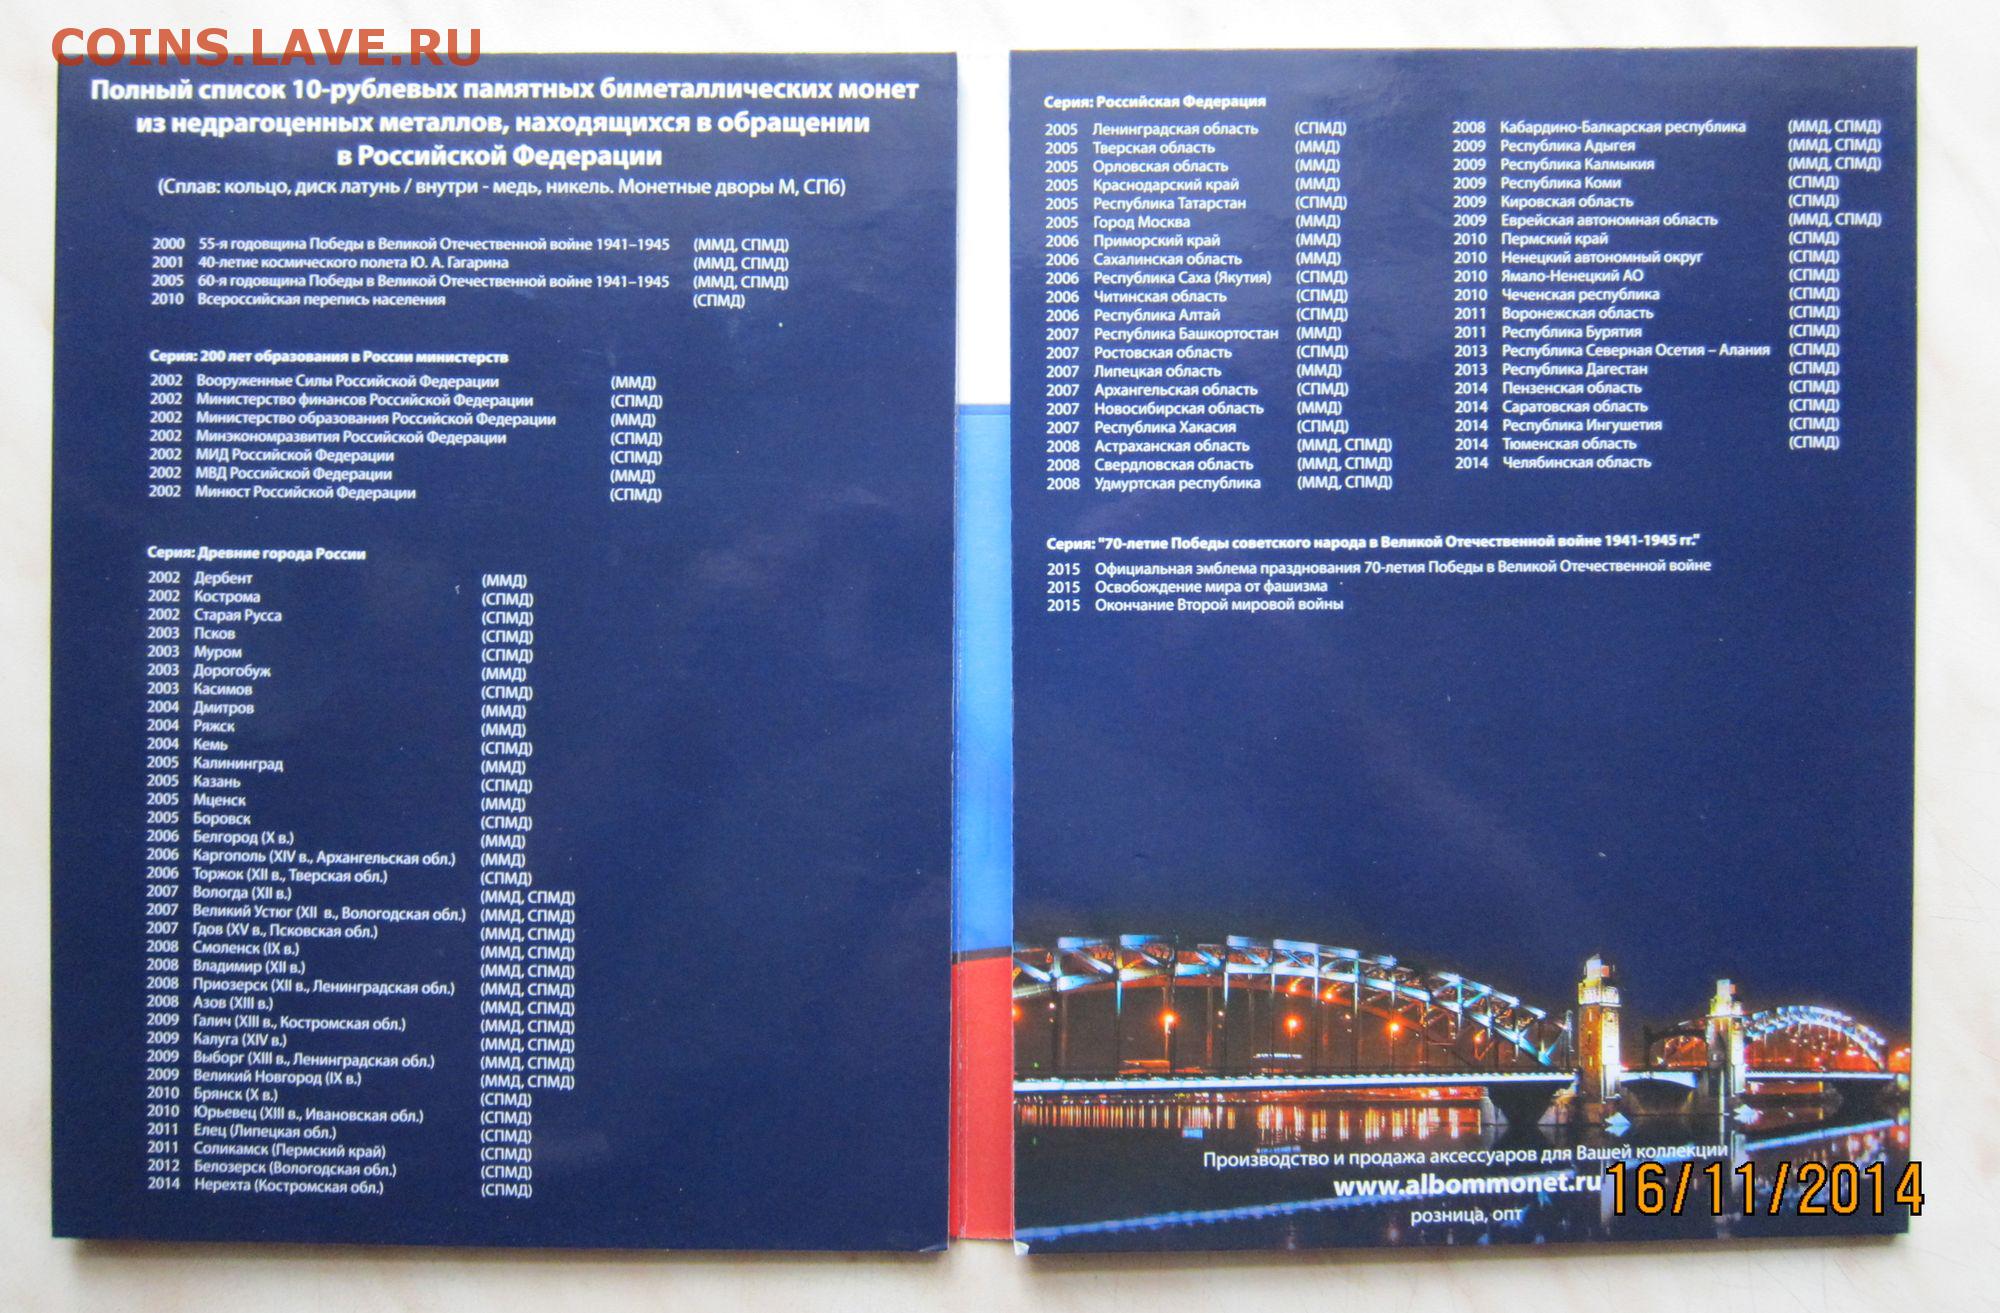 COINS.LAVE.RU
Полный список 10-рублевых памятных биметаллических монет
из недрагоценных металлов, находящихся в обращении
в Российской Федерации
(Сплав: кольцо, диск латунь / внутри - медь, никель. Монетные дворы М, СПб)
2000 55-я годовщина Победы в Великой Отечественной войне 1941–1945 (ММД, СПМД)
2001 40-летие космического полета Ю. А. Гагарина (ММД, СПМД)
2005 60-я годовщина Победы в Великой Отечественной войне 1941–1945 (ММД, СПМД)
2010 Всероссийская перепись населения (СПМД)
Серия: 200 лет образования в России министерств
2002 Вооруженные Силы Российской Федерации (ММД)
2002 Министерство финансов Российской Федерации (СПМД)
2002 Министерство образования Российской Федерации (ММД)
2002 Минэкономразвития Российской Федерации (СПМД)
2002 МИД Российской Федерации (СПМД)
2002 МВД Российской Федерации (ММД)
2002 Минюст Российской Федерации (СПМД)
Серия: Древние города России
2002 Дербент (ММД)
2002 Кострома (СПМД)
2002 Старая Русса (СПМД)
2003 Псков (СПМД)
2003 Муром (СПМД)
2003 Дорогобуж (ММД)
2003 Касимов (СПМД)
2004 Дмитров (ММД)
2004 Ряжск (ММД)
2004 Кемь (СПМД)
2005 Калининград (ММД)
2005 Казань (СПМД)
2005 Мценск (ММД)
2005 Боровск (СПМД)
2006 Белгород (X в.) (ММД)
2006 Каргополь (XIV в., Архангельская обл.) (ММД)
2006 Торжок (XII в., Тверская обл.) (СПМД)
2007 Вологда (XII в.) (ММД, СПМД)
2007 Великий Устюг (XII в., Вологодская обл.) (ММД, СПМД)
2007 Гдов (XV в., Псковская обл.) (ММД, СПМД)
2008 Смоленск (IX в.) (ММД, СПМД)
2008 Владимир (XII в.) (ММД, СПМД)
2008 Приозерск (XII в., Ленинградская обл.) (ММД, СПМД)
2008 Азов (XIII в.) (ММД, СПМД)
2009 Галич (XIII в., Костромская обл.) (ММД, СПМД)
2009 Калуга (XIV в.) (ММД, СПМД)
2009 Выборг (XIII в., Ленинградская обл.) (ММД, СПМД)
2009 Великий Новгород (IX в.) (ММД, СПМД)
2010 Брянск (X в.) (СПМД)
2010 Юрьевец (XIII в., Ивановская обл.) (СПМД)
2011 Елец (Липецкая обл.) (СПМД)
2011 Соликамск (Пермский край) (СПМД)
2012 Белозерск (Вологодская обл.) (СПМД)
2014 Нерехта (Костромская обл.) (СПМД)
Серия: Российская Федерация
2005 Ленинградская область (СПМД)
2005 Тверская область (ММД)
2005 Орловская область (ММД)
2005 Краснодарский край (ММД)
2005 Республика Татарстан (СПМД)
2005 Город Москва (ММД)
2006 Приморский край (ММД)
2006 Сахалинская область (ММД)
2006 Республика Саха (Якутия) (СПМД)
2006 Читинская область (СПМД)
2006 Республика Алтай (СПМД)
2007 Республика Башкортостан (ММД)
2007 Ростовская область (СПМД)
2007 Липецкая область (ММД)
2007 Архангельская область (СПМД)
2007 Новосибирская область (ММД)
2007 Республика Хакасия (СПМД)
2008 Астраханская область (ММД, СПМД)
2008 Свердловская область (ММД, СПМД)
2008 Удмуртская республика (ММД, СПМД)
2008 Кабардино-Балкарская республика (ММД, СПМД)
2009 Республика Адыгея (ММД, СПМД)
2009 Республика Калмыкия (ММД, СПМД)
2009 Республика Коми (СПМД)
2009 Кировская область (СПМД)
2009 Еврейская автономная область (ММД, СПМД)
2010 Пермский край (СПМД)
2010 Ненецкий автономный округ (СПМД)
2010 Ямало-Ненецкий АО (СПМД)
2010 Чеченская республика (СПМД)
2011 Воронежская область (СПМД)
2011 Республика Бурятия (СПМД)
2013 Республика Северная Осетия – Алания (СПМД)
2013 Республика Дагестан (СПМД)
2014 Пензенская область (СПМД)
2014 Саратовская область (СПМД)
2014 Республика Ингушетия (СПМД)
2014 Тюменская область (СПМД)
2014 Челябинская область
Серия: "70-летие Победы советского народа в Великой Отечественной войне 1941-1945 гг."
2015 Официальная эмблема празднования 70-летия Победы в Великой Отечественной войне
2015 Освобождение мира от фашизма
2015 Окончание Второй мировой войны
Производство и продажа аксессуаров для Вашей коллекции
www.albommonet.ru
розница, опт
16/11/2014